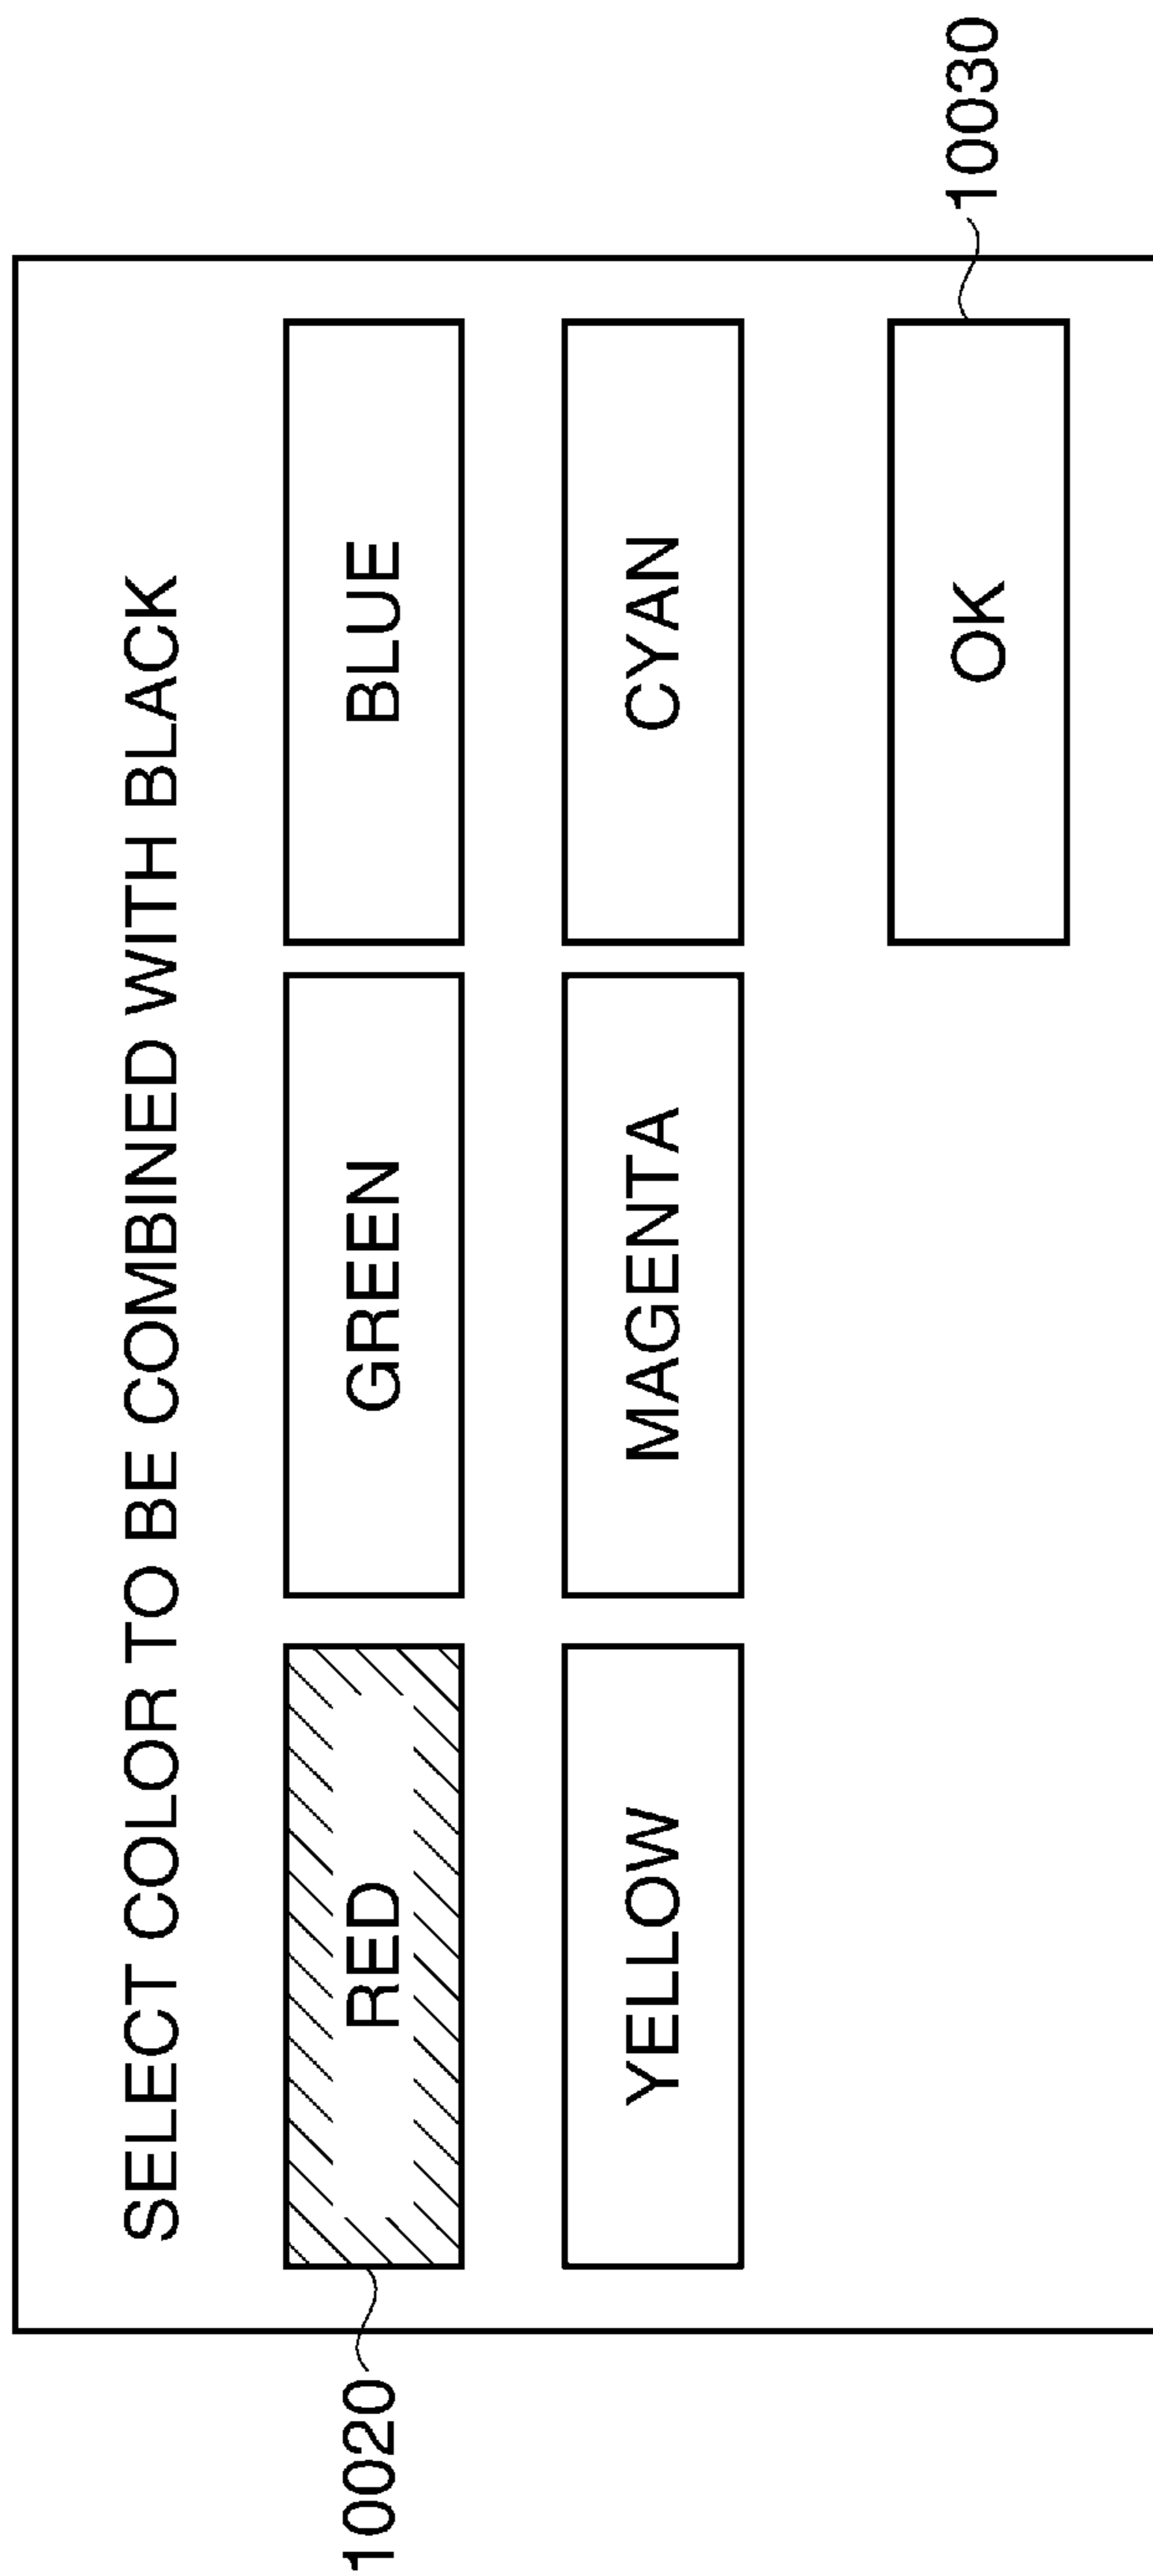 SELECT COLOR TO BE COMBINED WITH BLACK
10020
RED GREEN BLUE
YELLOW MAGENTA CYAN
OK
10030